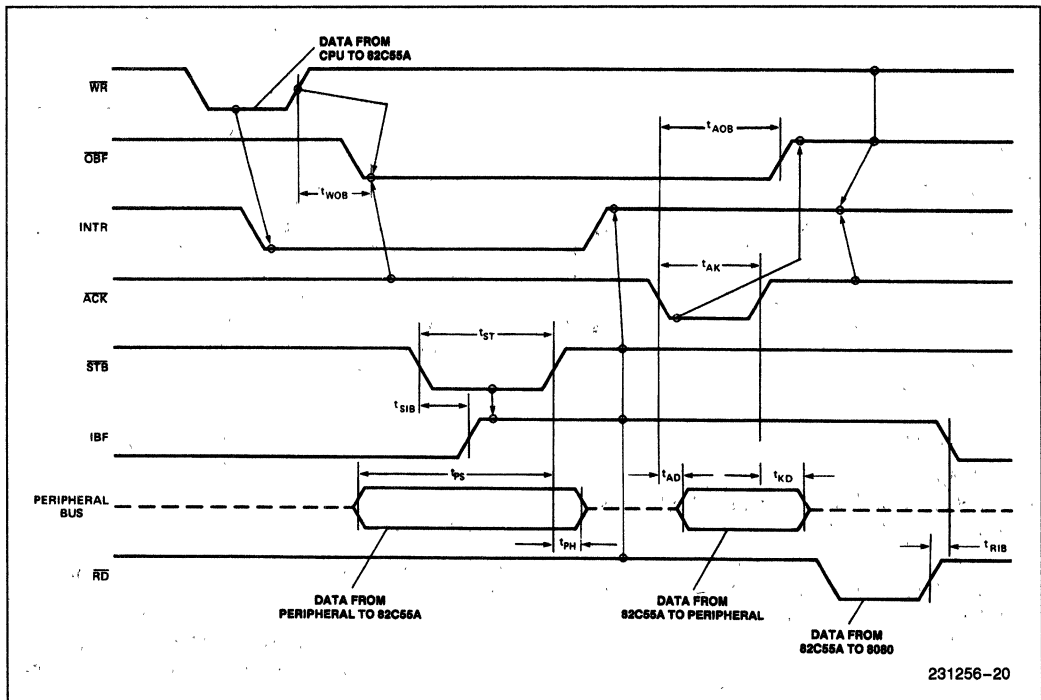 DATA FROM
CPU TO 82C55A
WR
tAOB
OBF
tWOB
INTR
tAK
ACK
tST
STB
tSIB
IBF
tPS
tAD
tKD
PERIPHERAL
BUS
tPH
tRIB
RD
DATA FROM
PERIPHERAL TO 82C55A
DATA FROM
82C55A TO PERIPHERAL
DATA FROM
82C55A TO 8080
231256–20